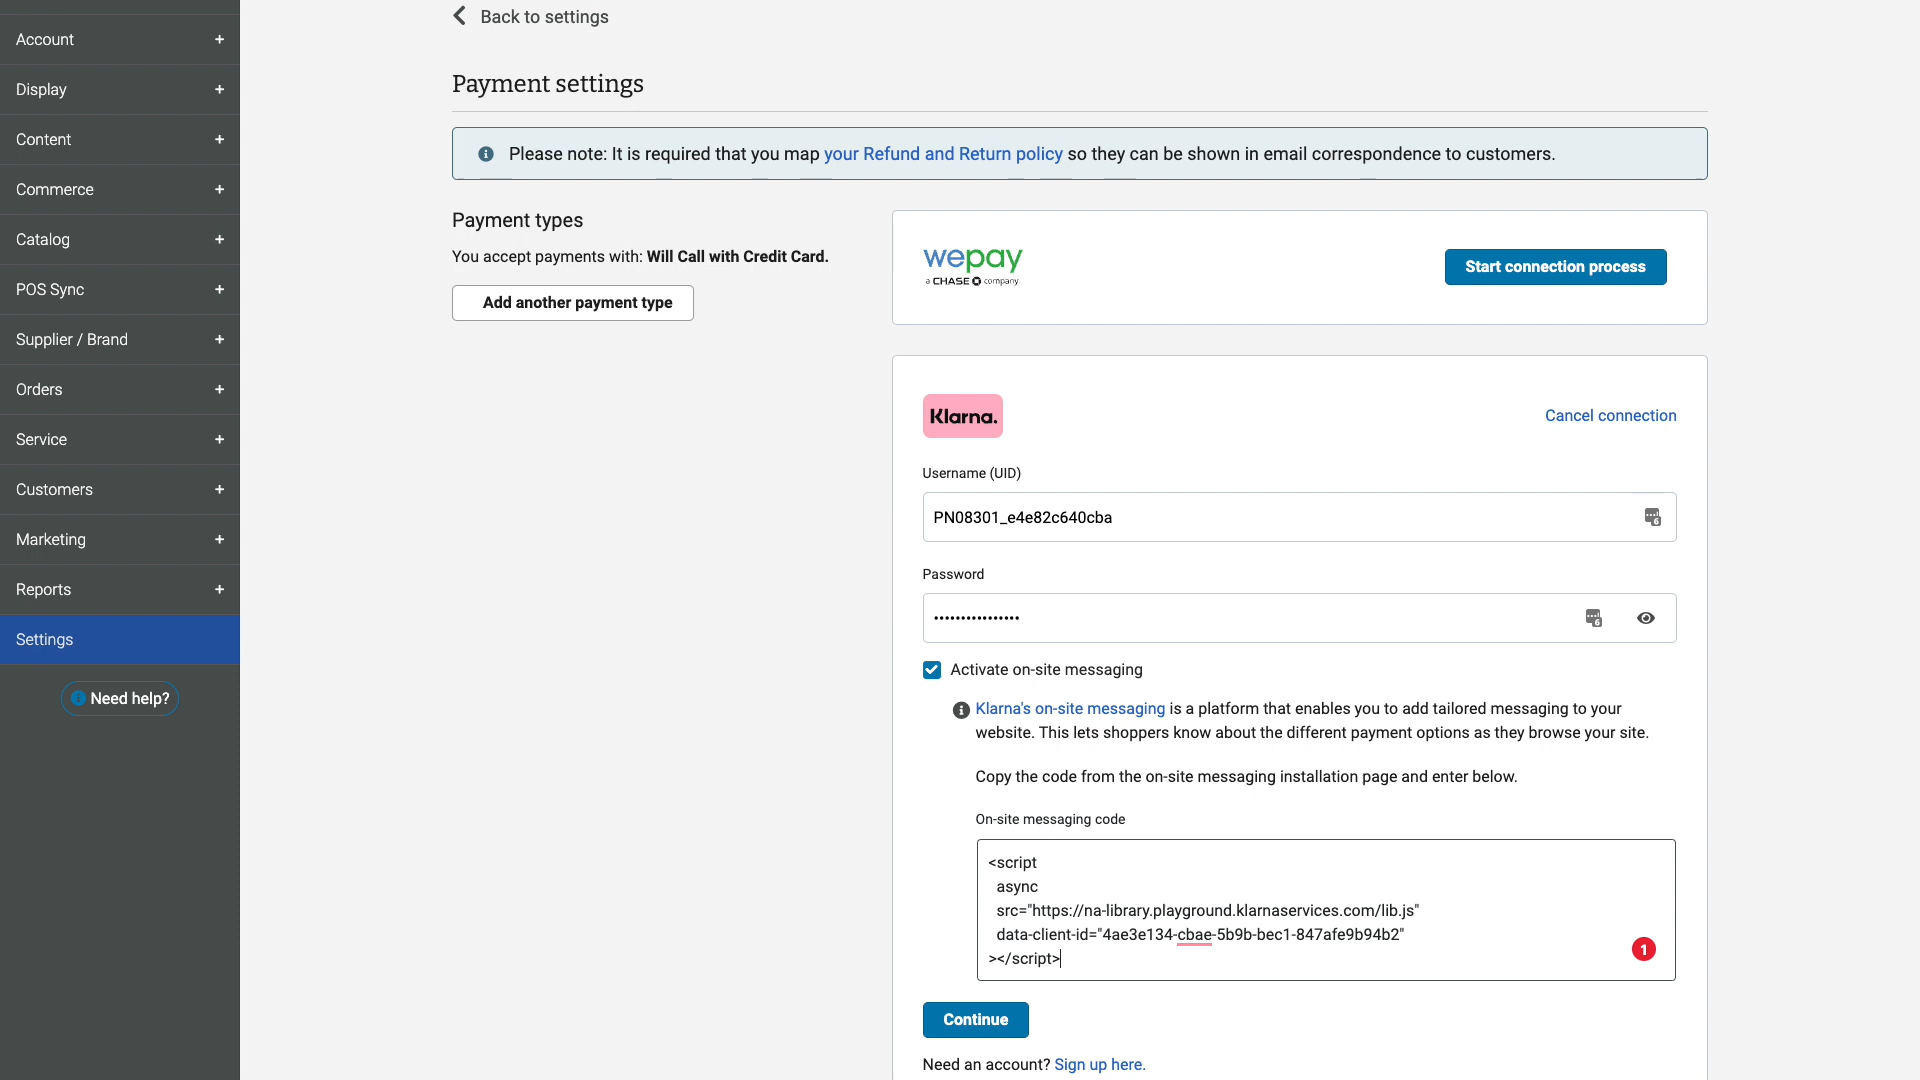 Account +
Display +
Content +
Commerce +
Catalog +
POS Sync +
Supplier / Brand +
Orders +
Service +
Customers +
Marketing +
Reports +
Settings
Need help?
Back to settings
Payment settings
Please note: It is required that you map your Refund and Return policy so they can be shown in email correspondence to customers.
Payment types
You accept payments with: Will Call with Credit Card.
Add another payment type
wepay
a CHASE company
Start connection process
Klarna.
Cancel connection
Username (UID)
PN08301_e4e82c640cba
6
Password
••••••••••••••••
6
Activate on-site messaging
Klarna's on-site messaging is a platform that enables you to add tailored messaging to your
website. This lets shoppers know about the different payment options as they browse your site.
Copy the code from the on-site messaging installation page and enter below.
On-site messaging code
<script
async
src="https://na-library.playground.klarnaservices.com/lib.js"
data-client-id="4ae3e134-cbae-5b9b-bec1-847afe9b94b2"
></script>
1
Continue
Need an account? Sign up here.